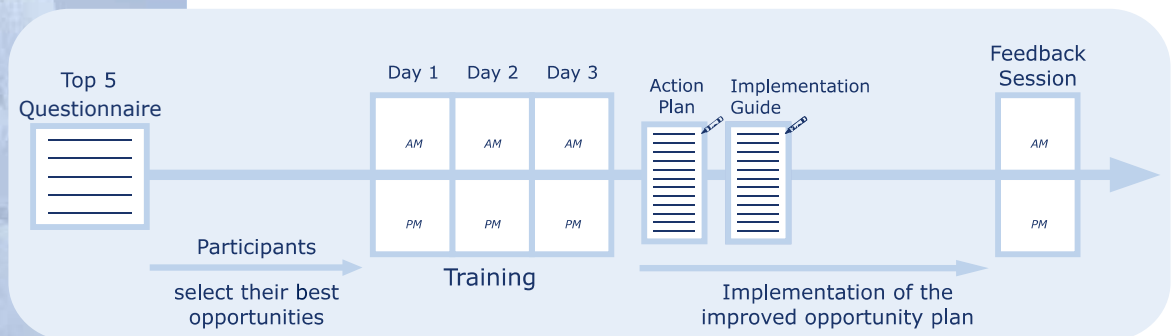 Top 5
Questionnaire
Participants
select their best
opportunities
Day 1 Day 2 Day 3
AM AM AM
PM PM PM
Training
Action
Plan
Implementation
Guide
Implementation of the
improved opportunity plan
Feedback
Session
AM
PM